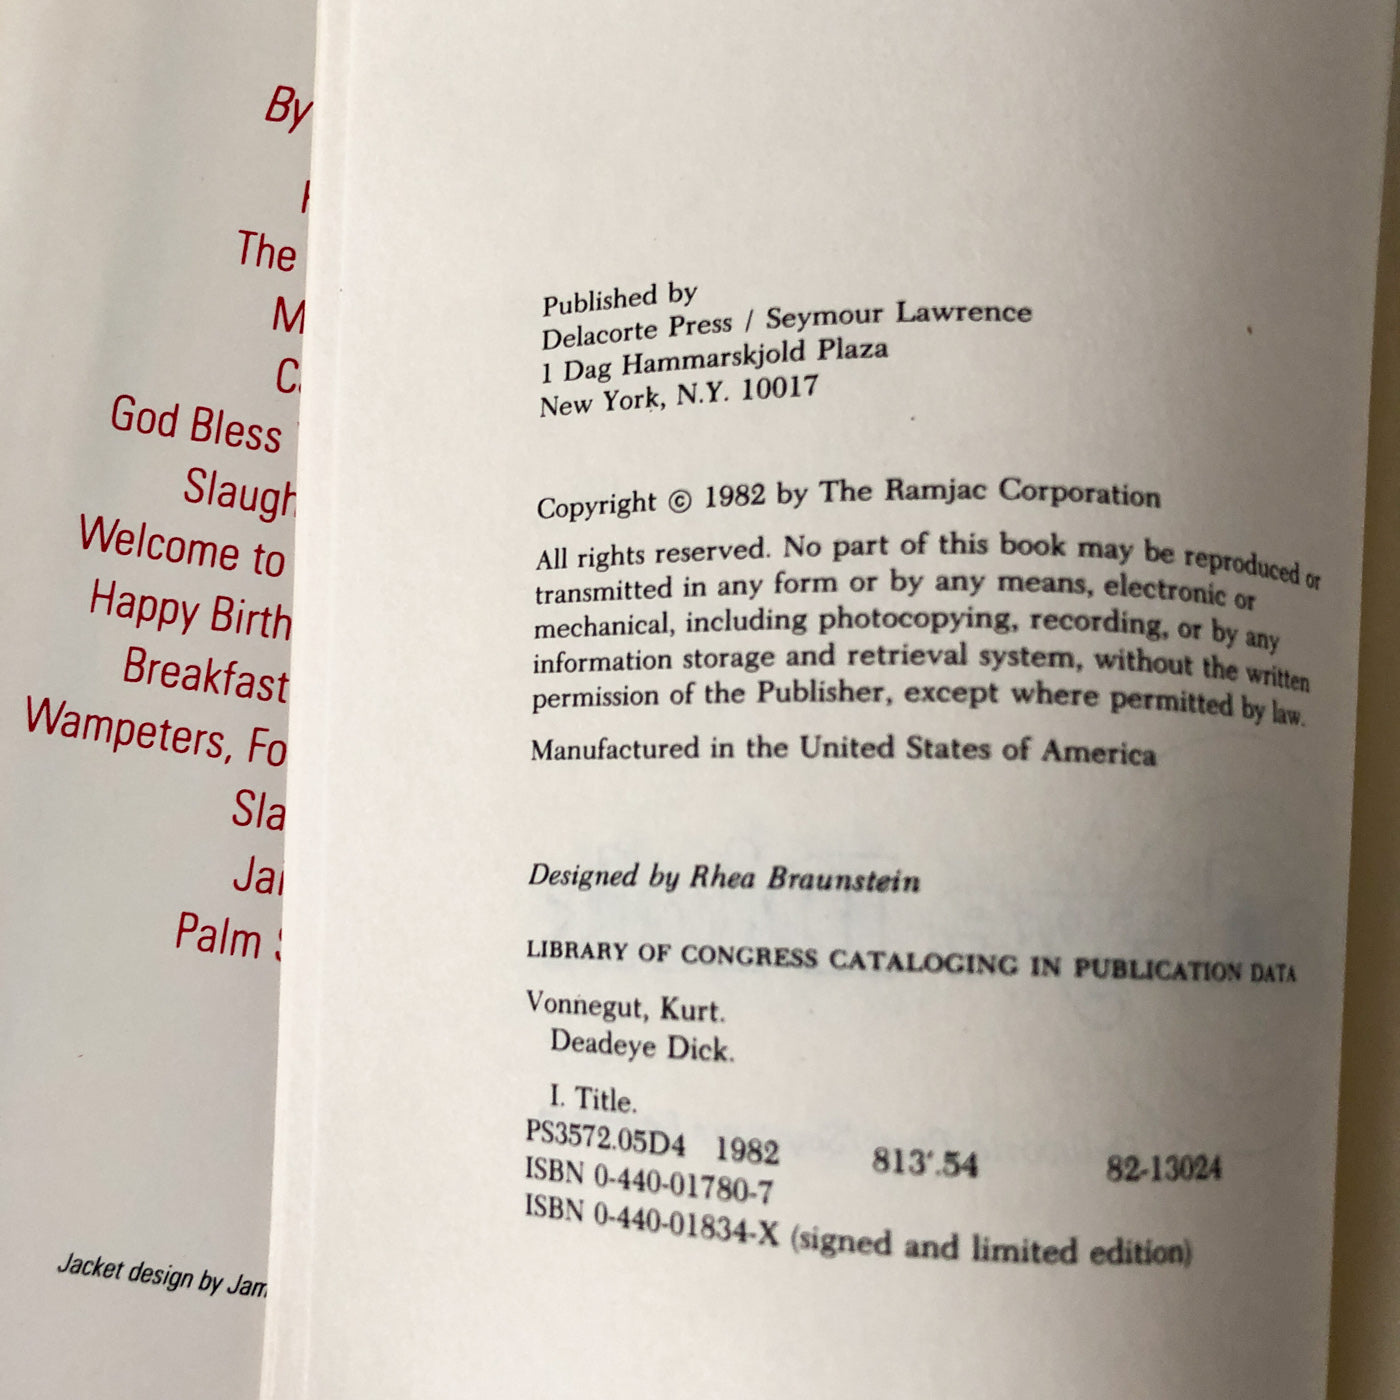 By
The
M
God Bless
Slaugh
Welcome to
Happy Birth
Breakfast
Wampeters, Fo
Sla
Jai
Palm S
Jacket design by Jam
Published by
Delacorte Press / Seymour Lawrence
1 Dag Hammarskjold Plaza
New York, N.Y. 10017
Copyright © 1982 by The Ramjac Corporation
All rights reserved. No part of this book may be reproduced or
transmitted in any form or by any means, electronic or
mechanical, including photocopying, recording, or by any
information storage and retrieval system, without the written
permission of the Publisher, except where permitted by law.
Manufactured in the United States of America
Designed by Rhea Braunstein
LIBRARY OF CONGRESS CATALOGING IN PUBLICATION DATA
Vonnegut, Kurt.
Deadeye Dick.
I. Title.
PS3572.05D4 1982 813'.54 82-13024
ISBN 0-440-01780-7
ISBN 0-440-01834-X (signed and limited edition)